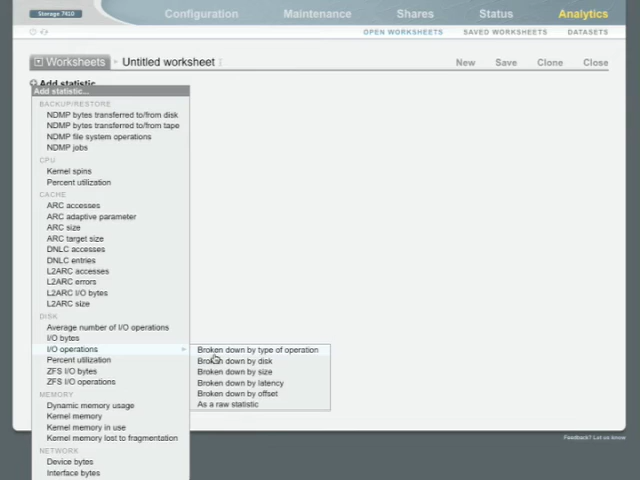 Storage 7410
Configuration
Maintenance
Shares
Status
Analytics
OPEN WORKSHEETS
SAVED WORKSHEETS
DATASETS
Worksheets
Untitled worksheet
New
Save
Clone
Close
Add statistic
Add statistic...
BACKUP/RESTORE
NDMP bytes transferred to/from disk
NDMP bytes transferred to/from tape
NDMP file system operations
NDMP jobs
CPU
Kernel spins
Percent utilization
CACHE
ARC accesses
ARC adaptive parameter
ARC size
ARC target size
DNLC accesses
DNLC entries
L2ARC accesses
L2ARC errors
L2ARC I/O bytes
L2ARC size
DISK
Average number of I/O operations
I/O bytes
I/O operations
Percent utilization
ZFS I/O bytes
ZFS I/O operations
MEMORY
Dynamic memory usage
Kernel memory
Kernel memory in use
Kernel memory lost to fragmentation
NETWORK
Device bytes
Interface bytes
Broken down by type of operation
Broken down by disk
Broken down by size
Broken down by latency
Broken down by offset
As a raw statistic
Feedback? Let us know